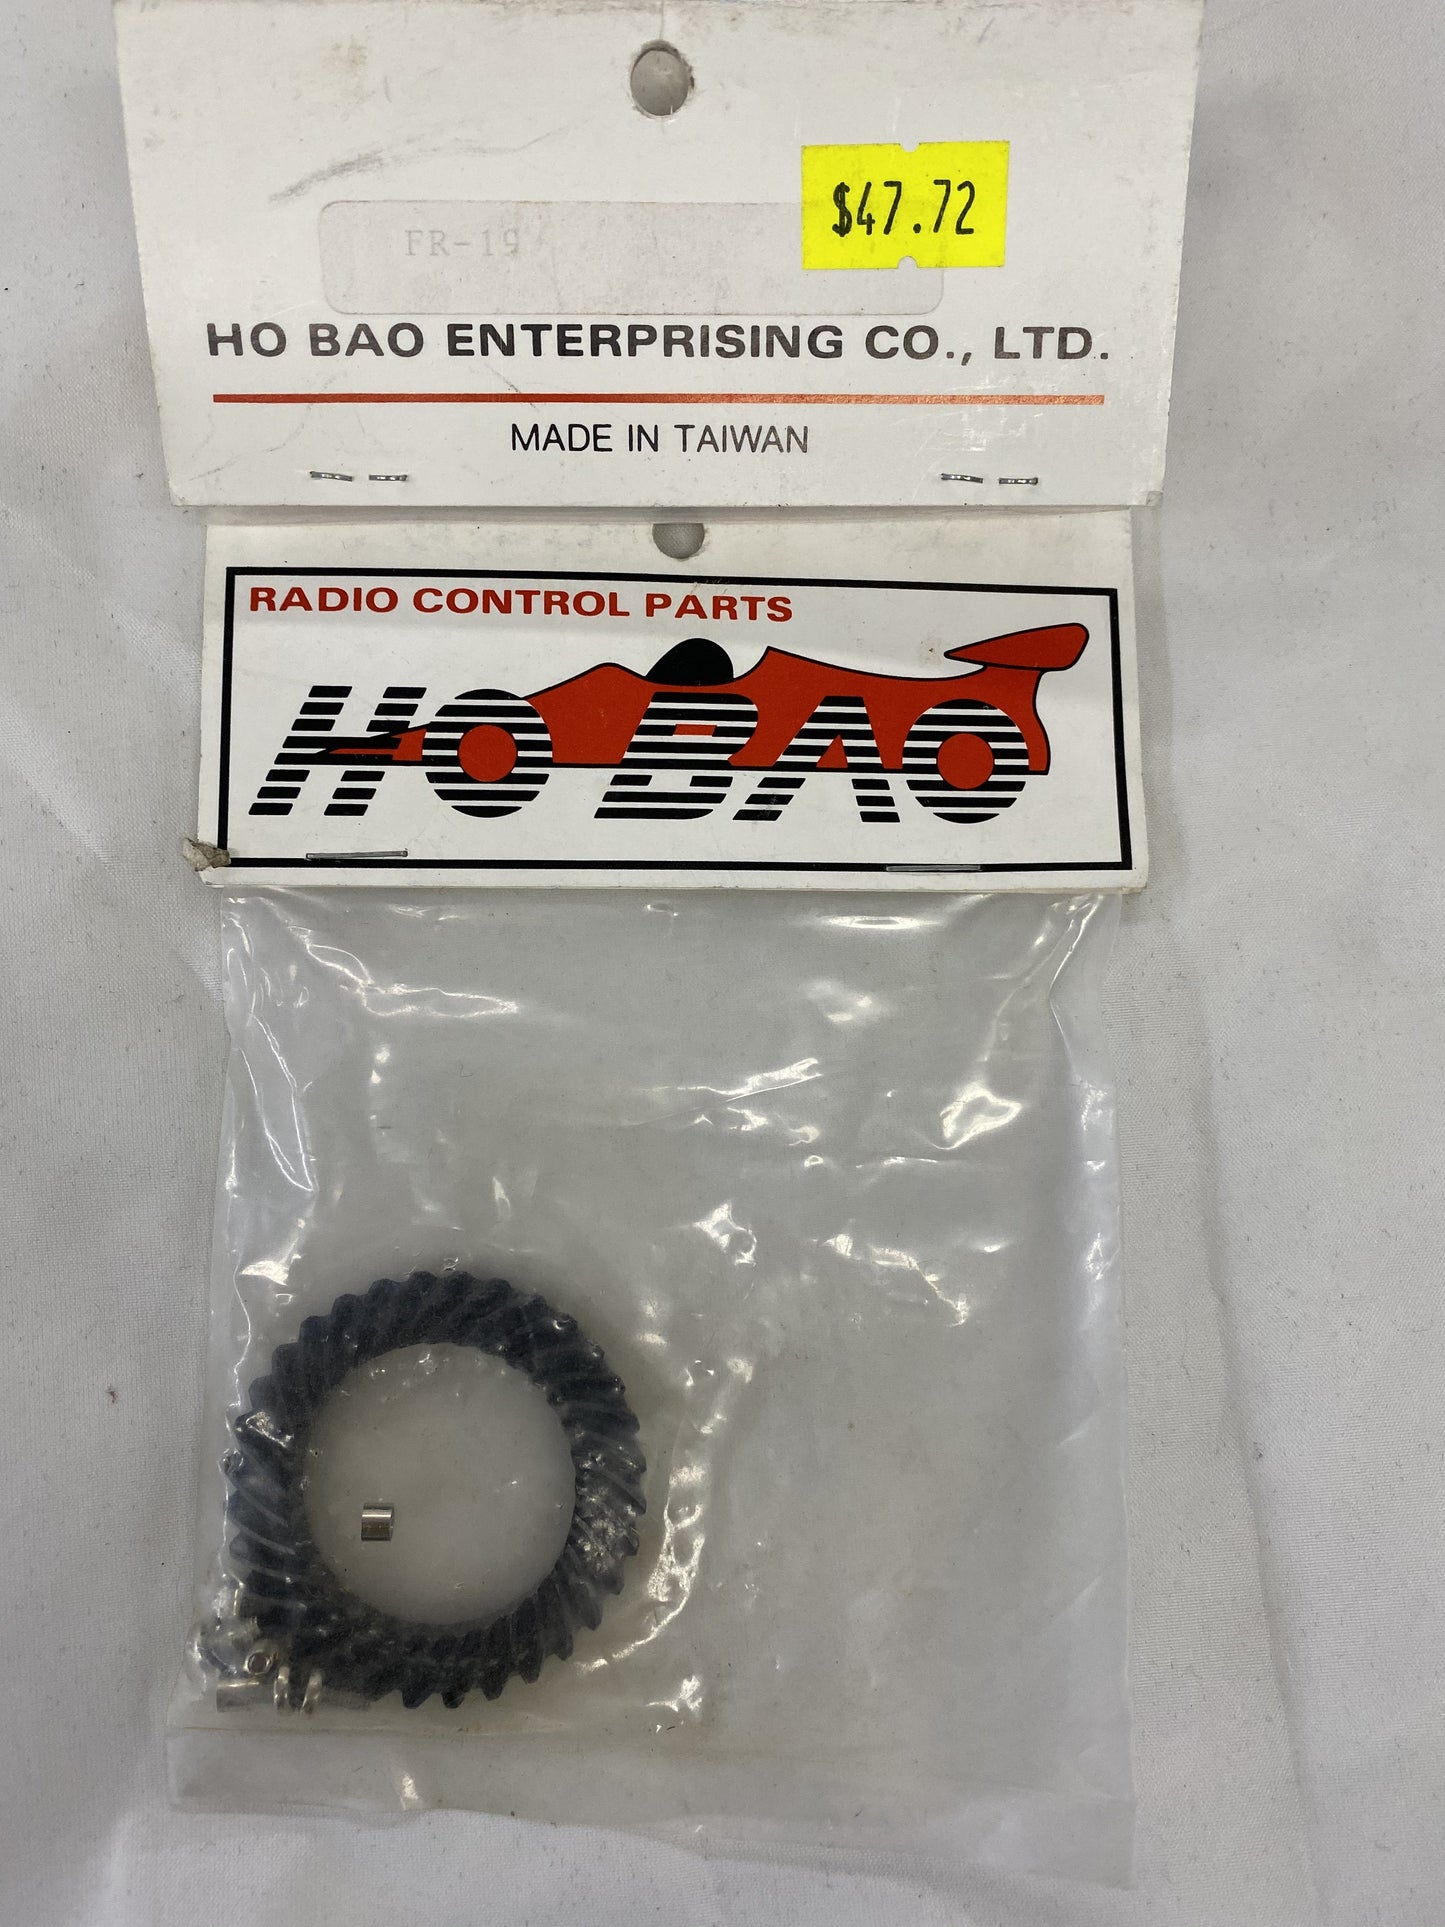 $47.72
FR-19
HO BAO ENTERPRISING CO., LTD.
MADE IN TAIWAN
RADIO CONTROL PARTS
HO BAO